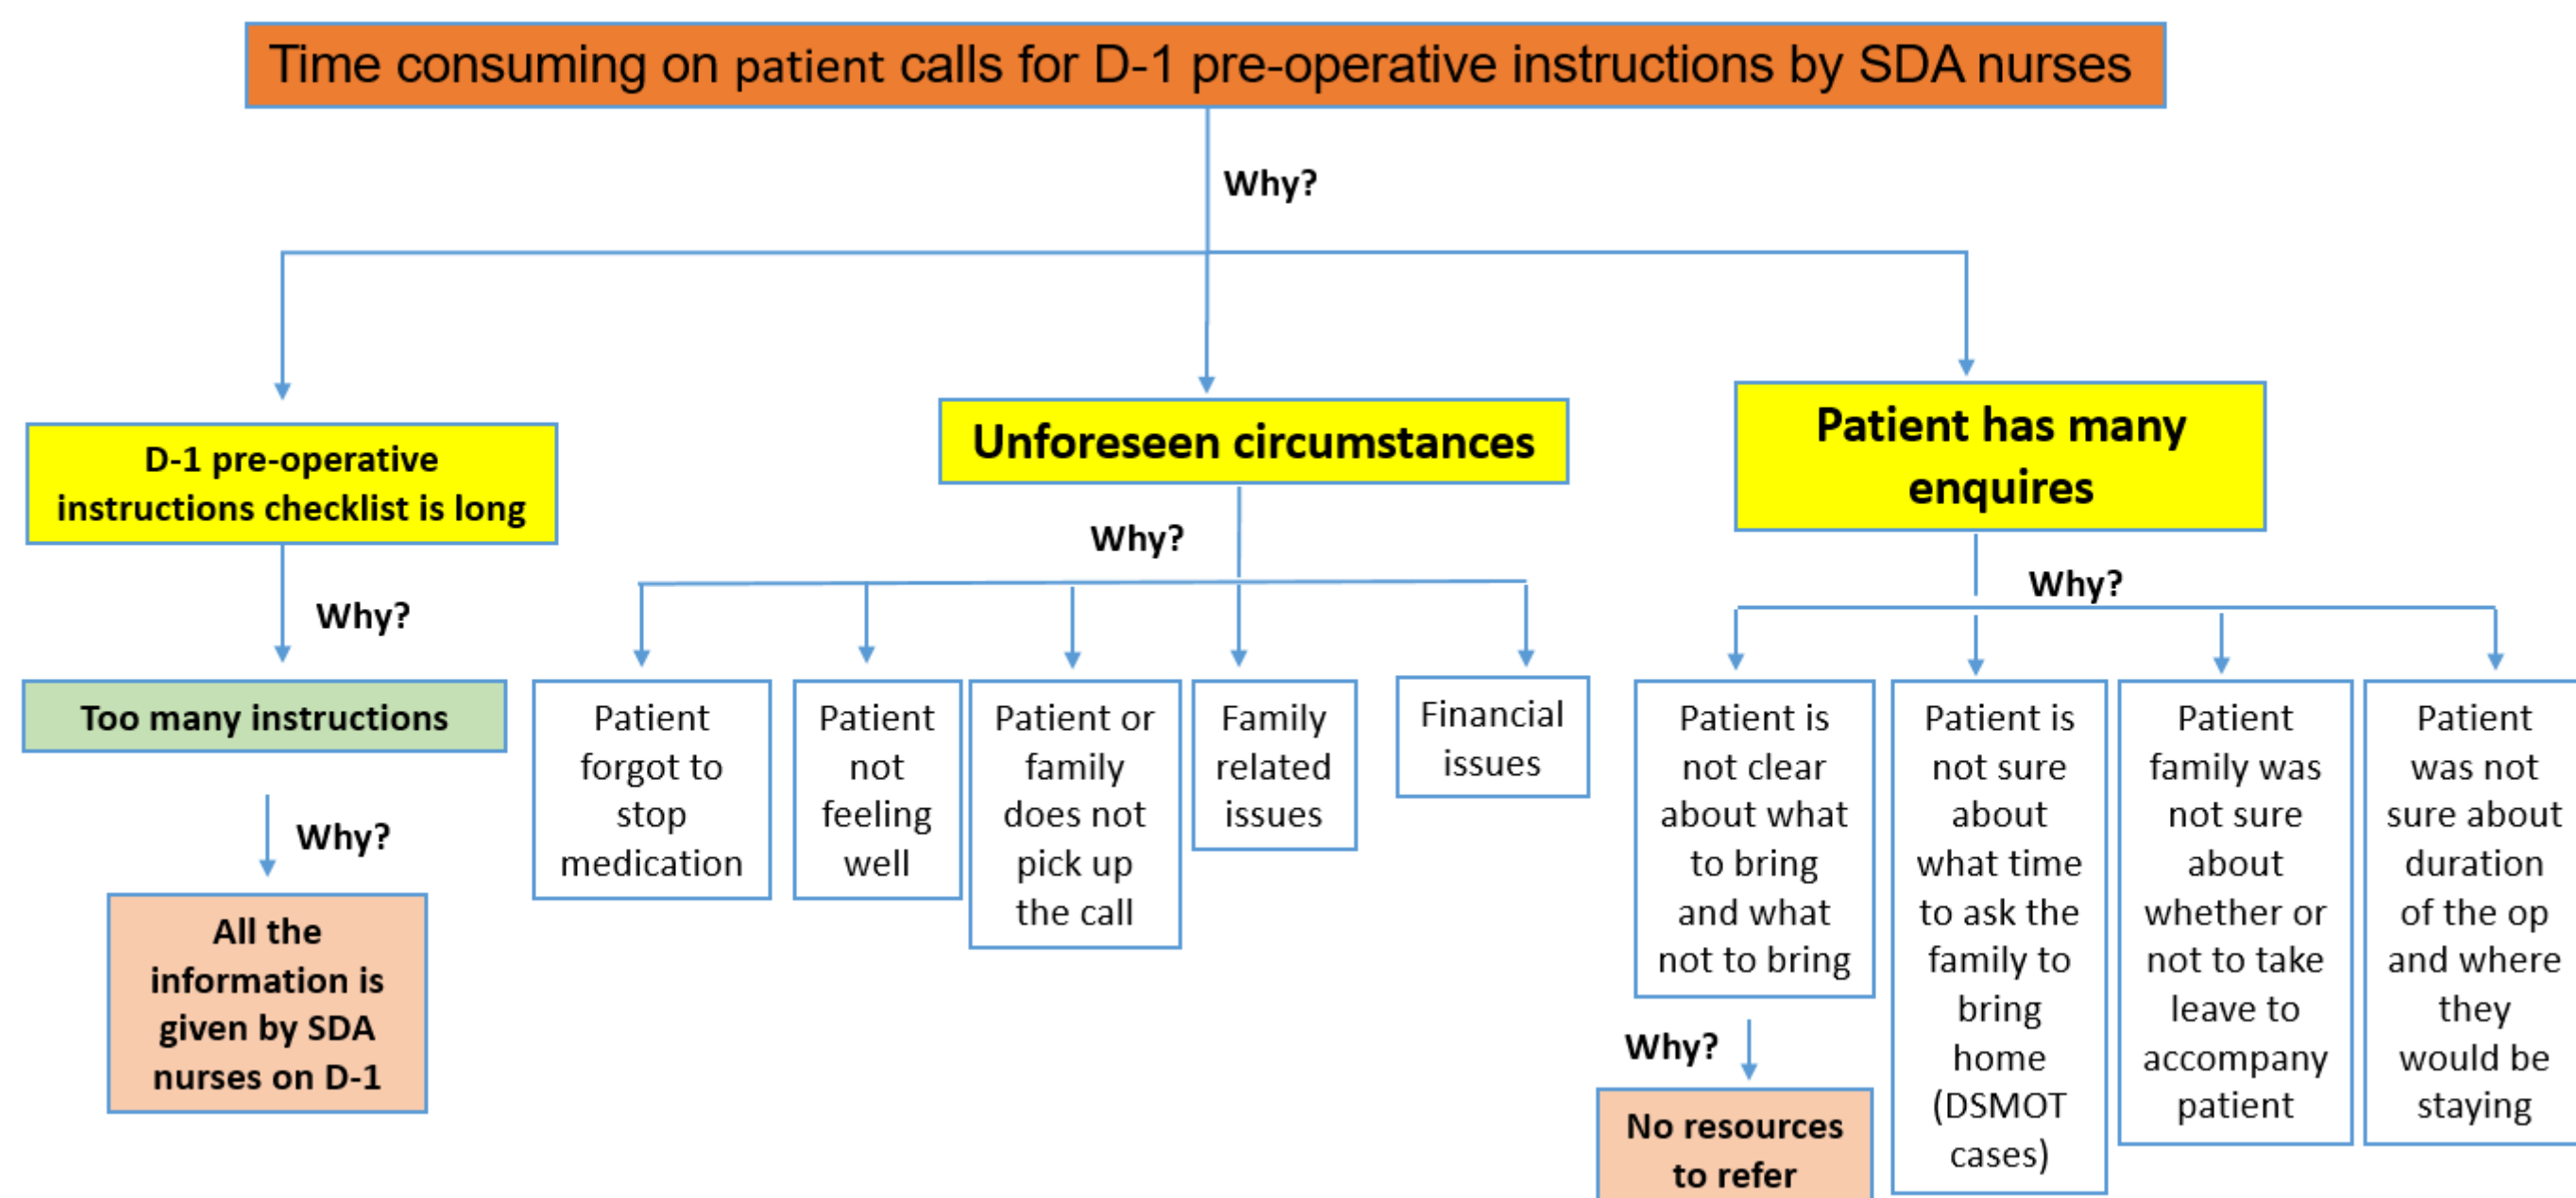 Time consuming on patient calls for D-1 pre-operative instructions by SDA nurses
Why?
D-1 pre-operative
instructions checklist is long
Why?
Too many instructions
Why?
All the
information is
given by SDA
nurses on D-1
Unforeseen circumstances
Why?
Patient
forgot to
stop
medication
Patient
not
feeling
well
Patient or
family
does not
pick up
the call
Family
related
issues
Financial
issues
Patient has many
enquires
Why?
Patient is
not clear
about what
to bring
and what
not to bring
Why?
No resources
to refer
Patient is
not sure
about
what time
to ask the
family to
bring
home
(DSMOT
cases)
Patient
family was
not sure
about
whether or
not to take
leave to
accompany
patient
Patient
was not
sure about
duration
of the op
and where
they
would be
staying